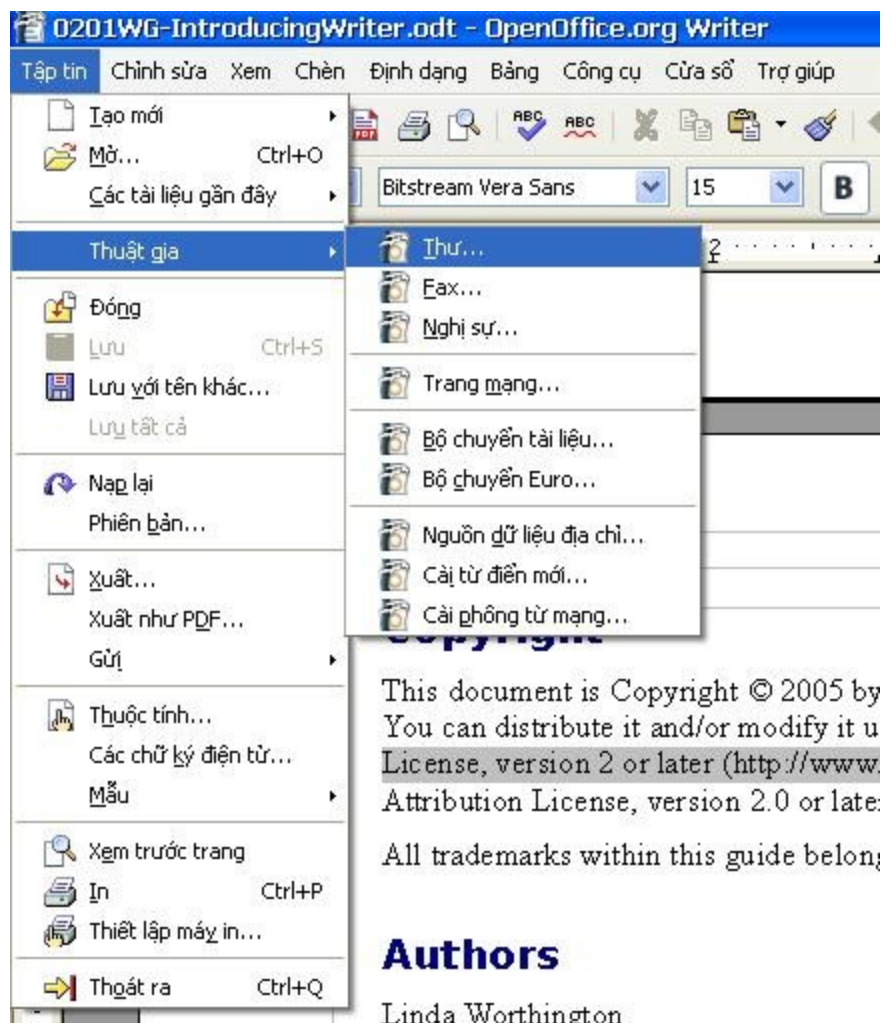 0201WG-IntroducingWriter.odt - OpenOffice.org Writer
Tập tin Chỉnh sửa Xem Chèn Định dạng Bảng Công cụ Cửa sổ Trợ giúp
Tạo mới
Mở... Ctrl+O
Các tài liệu gần đây
Thuật gia
Đóng
Lưu Ctrl+S
Lưu với tên khác...
Lưu tất cả
Nạp lại
Phiên bản...
Xuất...
Xuất như PDF...
Gửi
Thuộc tính...
Các chữ ký điện tử...
Mẫu
Xem trước trang
In Ctrl+P
Thiết lập máy in...
Thoát ra Ctrl+Q
PDF ABC ABC
Bitstream Vera Sans 15 B
2
Thư...
Fax...
Nghị sự...
Trang mạng...
Bộ chuyển tài liệu...
Bộ chuyển Euro...
Nguồn dữ liệu địa chỉ...
Cài từ điển mới...
Cài phông từ mạng...
Copyright
This document is Copyright © 2005 by
You can distribute it and/or modify it u
License, version 2 or later (http://www.
Attribution License, version 2.0 or late
All trademarks within this guide belong
Authors
Linda Worthington